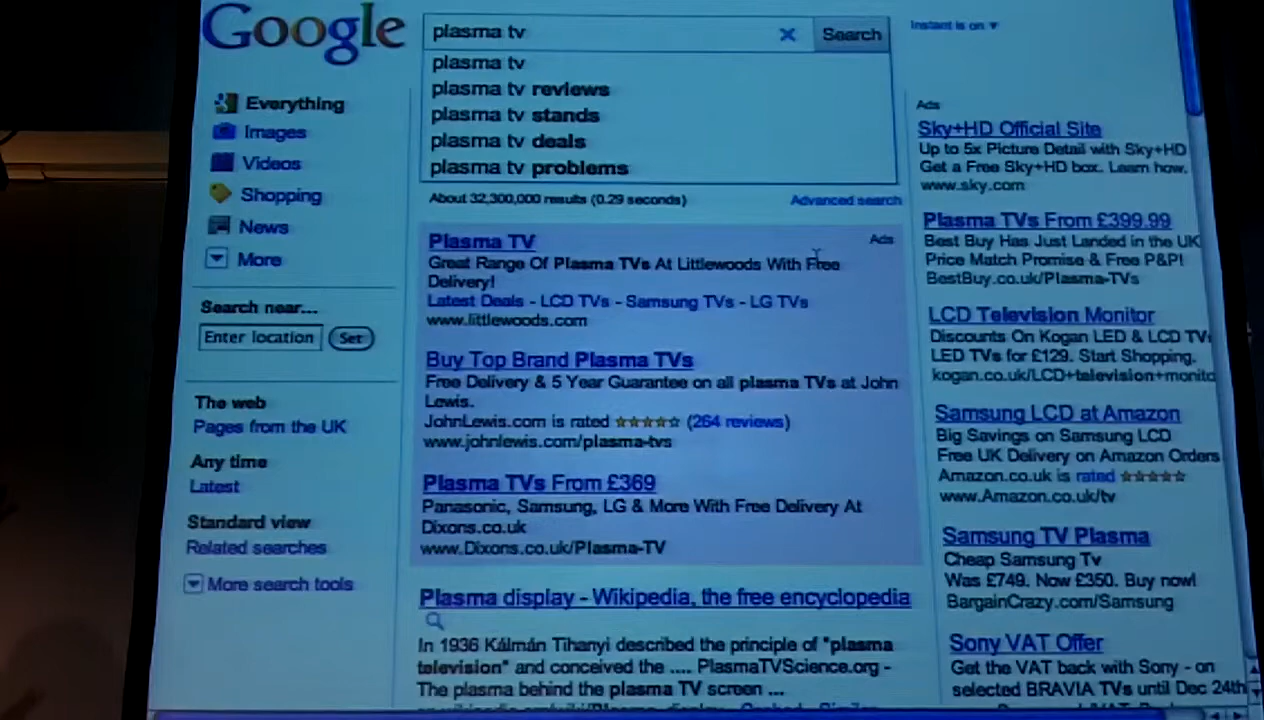 Google
plasma tv
Search
Instant is on
plasma tv
plasma tv reviews
plasma tv stands
plasma tv deals
plasma tv problems
About 32,300,000 results (0.29 seconds)
Advanced search
Everything
Images
Videos
Shopping
News
More
Search near...
Enter location
Set
The web
Pages from the UK
Any time
Latest
Standard view
Related searches
More search tools
Plasma TV
Ads
Great Range Of Plasma TVs At Littlewoods With Free
Delivery!
Latest Deals - LCD TVs - Samsung TVs - LG TVs
www.littlewoods.com
Buy Top Brand Plasma TVs
Free Delivery & 5 Year Guarantee on all plasma TVs at John
Lewis.
JohnLewis.com is rated ★★★★★ (264 reviews)
www.johnlewis.com/plasma-tvs
Plasma TVs From £369
Panasonic, Samsung, LG & More With Free Delivery At
Dixons.co.uk
www.Dixons.co.uk/Plasma-TV
Plasma display - Wikipedia, the free encyclopedia
In 1936 Kálmán Tihanyi described the principle of "plasma
television" and conceived the .... PlasmaTVScience.org -
The plasma behind the plasma TV screen ...
Ads
Sky+HD Official Site
Up to 5x Picture Detail with Sky+HD
Get a Free Sky+HD box. Learn how.
www.sky.com
Plasma TVs From £399.99
Best Buy Has Just Landed in the UK
Price Match Promise & Free P&P!
BestBuy.co.uk/Plasma-TVs
LCD Television Monitor
Discounts On Kogan LED & LCD TVs
LED TVs for £129. Start Shopping.
kogan.co.uk/LCD+television+monito
Samsung LCD at Amazon
Big Savings on Samsung LCD
Free UK Delivery on Amazon Orders
Amazon.co.uk is rated ★★★★★
www.Amazon.co.uk/tv
Samsung TV Plasma
Cheap Samsung Tv
Was £749. Now £350. Buy now!
BargainCrazy.com/Samsung
Sony VAT Offer
Get the VAT back with Sony - on
selected BRAVIA TVs until Dec 24th